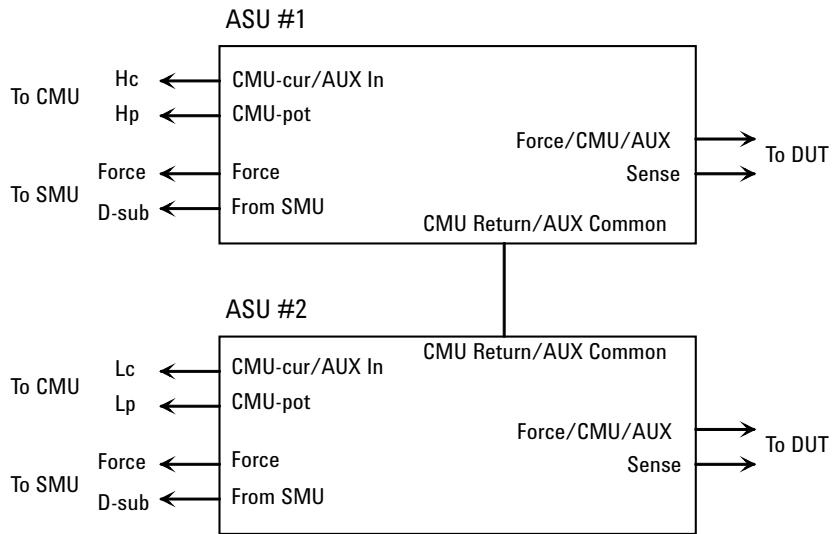 ASU #1
To CMU
Hc
CMU-cur/AUX In
Hp
CMU-pot
Force/CMU/AUX
To DUT
To SMU
Force
Force
Sense
D-sub
From SMU
CMU Return/AUX Common
ASU #2
CMU Return/AUX Common
To CMU
Lc
CMU-cur/AUX In
Lp
CMU-pot
Force/CMU/AUX
To DUT
To SMU
Force
Force
Sense
D-sub
From SMU